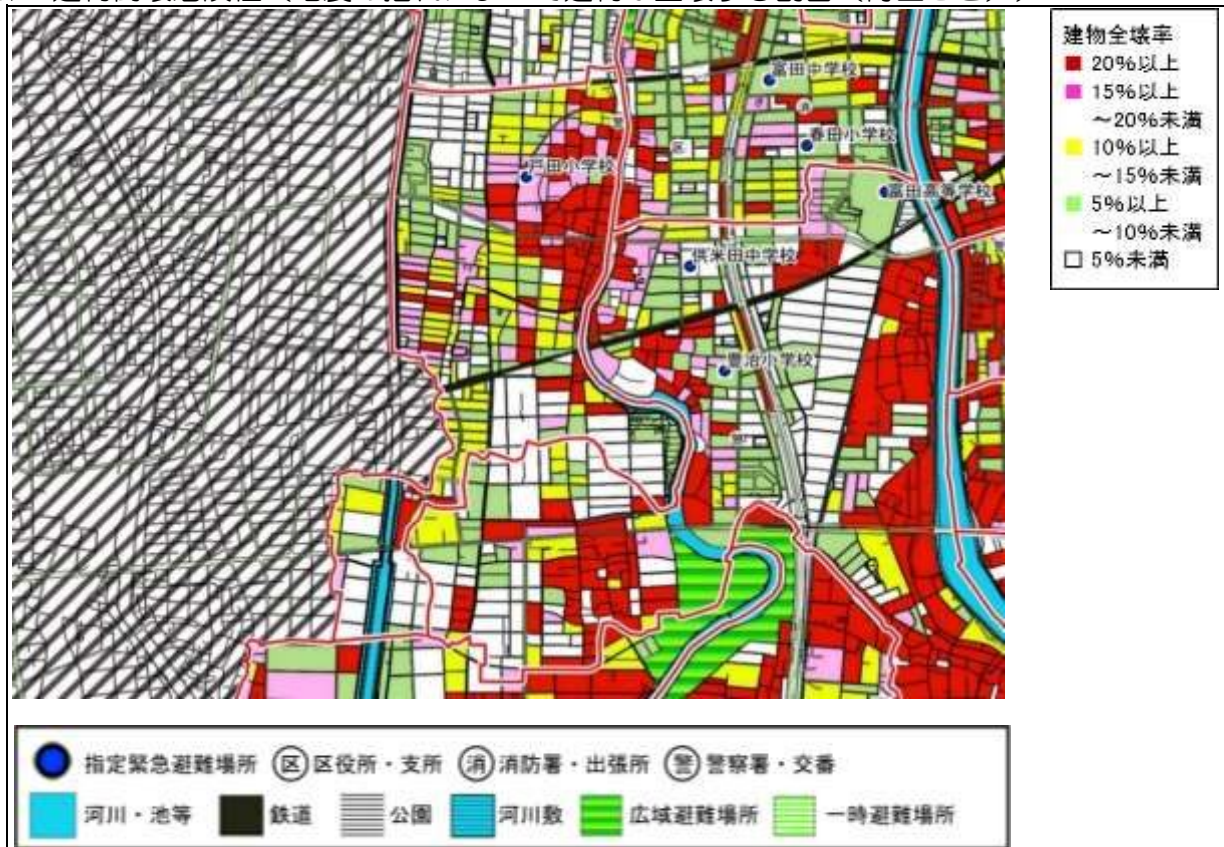 建物全壊率
20%以上
15%以上
～20%未満
10%以上
～15%未満
5%以上
～10%未満
5%未満
富田中学校
消
春田小学校
区
戸田小学校
富田高等学校
供米田中学校
豊治小学校
指定緊急避難場所 区 区役所・支所 消 消防署・出張所 警 警察署・交番
河川・池等 鉄道 公園 河川敷 広域避難場所 一時避難場所